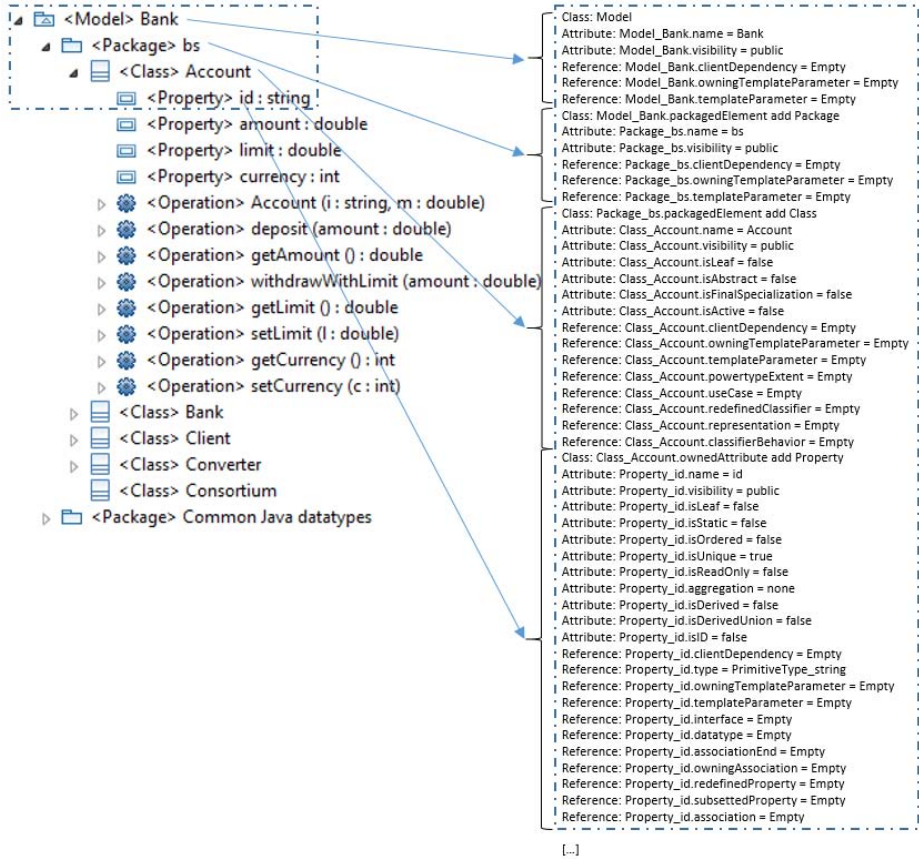 <Model> Bank
<Package> bs
<Class> Account
<Property> id : string
<Property> amount : double
<Property> limit : double
<Property> currency : int
<Operation> Account (i : string, m : double)
<Operation> deposit (amount : double)
<Operation> getAmount () : double
<Operation> withdrawWithLimit (amount : double)
<Operation> getLimit () : double
<Operation> setLimit (l : double)
<Operation> getCurrency () : int
<Operation> setCurrency (c : int)
<Class> Bank
<Class> Client
<Class> Converter
<Class> Consortium
<Package> Common Java datatypes
Class: Model
Attribute: Model_Bank.name = Bank
Attribute: Model_Bank.visibility = public
Reference: Model_Bank.clientDependency = Empty
Reference: Model_Bank.owningTemplateParameter = Empty
Reference: Model_Bank.templateParameter = Empty
Class: Model_Bank.packagedElement add Package
Attribute: Package_bs.name = bs
Attribute: Package_bs.visibility = public
Reference: Package_bs.clientDependency = Empty
Reference: Package_bs.owningTemplateParameter = Empty
Reference: Package_bs.templateParameter = Empty
Class: Package_bs.packagedElement add Class
Attribute: Class_Account.name = Account
Attribute: Class_Account.visibility = public
Attribute: Class_Account.isLeaf = false
Attribute: Class_Account.isAbstract = false
Attribute: Class_Account.isFinalSpecialization = false
Attribute: Class_Account.isActive = false
Reference: Class_Account.clientDependency = Empty
Reference: Class_Account.owningTemplateParameter = Empty
Reference: Class_Account.templateParameter = Empty
Reference: Class_Account.powertypeExtent = Empty
Reference: Class_Account.useCase = Empty
Reference: Class_Account.redefinedClassifier = Empty
Reference: Class_Account.representation = Empty
Reference: Class_Account.classifierBehavior = Empty
Class: Class_Account.ownedAttribute add Property
Attribute: Property_id.name = id
Attribute: Property_id.visibility = public
Attribute: Property_id.isLeaf = false
Attribute: Property_id.isStatic = false
Attribute: Property_id.isOrdered = false
Attribute: Property_id.isUnique = true
Attribute: Property_id.isReadOnly = false
Attribute: Property_id.aggregation = none
Attribute: Property_id.isDerived = false
Attribute: Property_id.isDerivedUnion = false
Attribute: Property_id.isID = false
Reference: Property_id.clientDependency = Empty
Reference: Property_id.type = PrimitiveType_string
Reference: Property_id.owningTemplateParameter = Empty
Reference: Property_id.templateParameter = Empty
Reference: Property_id.interface = Empty
Reference: Property_id.datatype = Empty
Reference: Property_id.associationEnd = Empty
Reference: Property_id.owningAssociation = Empty
Reference: Property_id.redefinedProperty = Empty
Reference: Property_id.subsettedProperty = Empty
Reference: Property_id.association = Empty
[...]